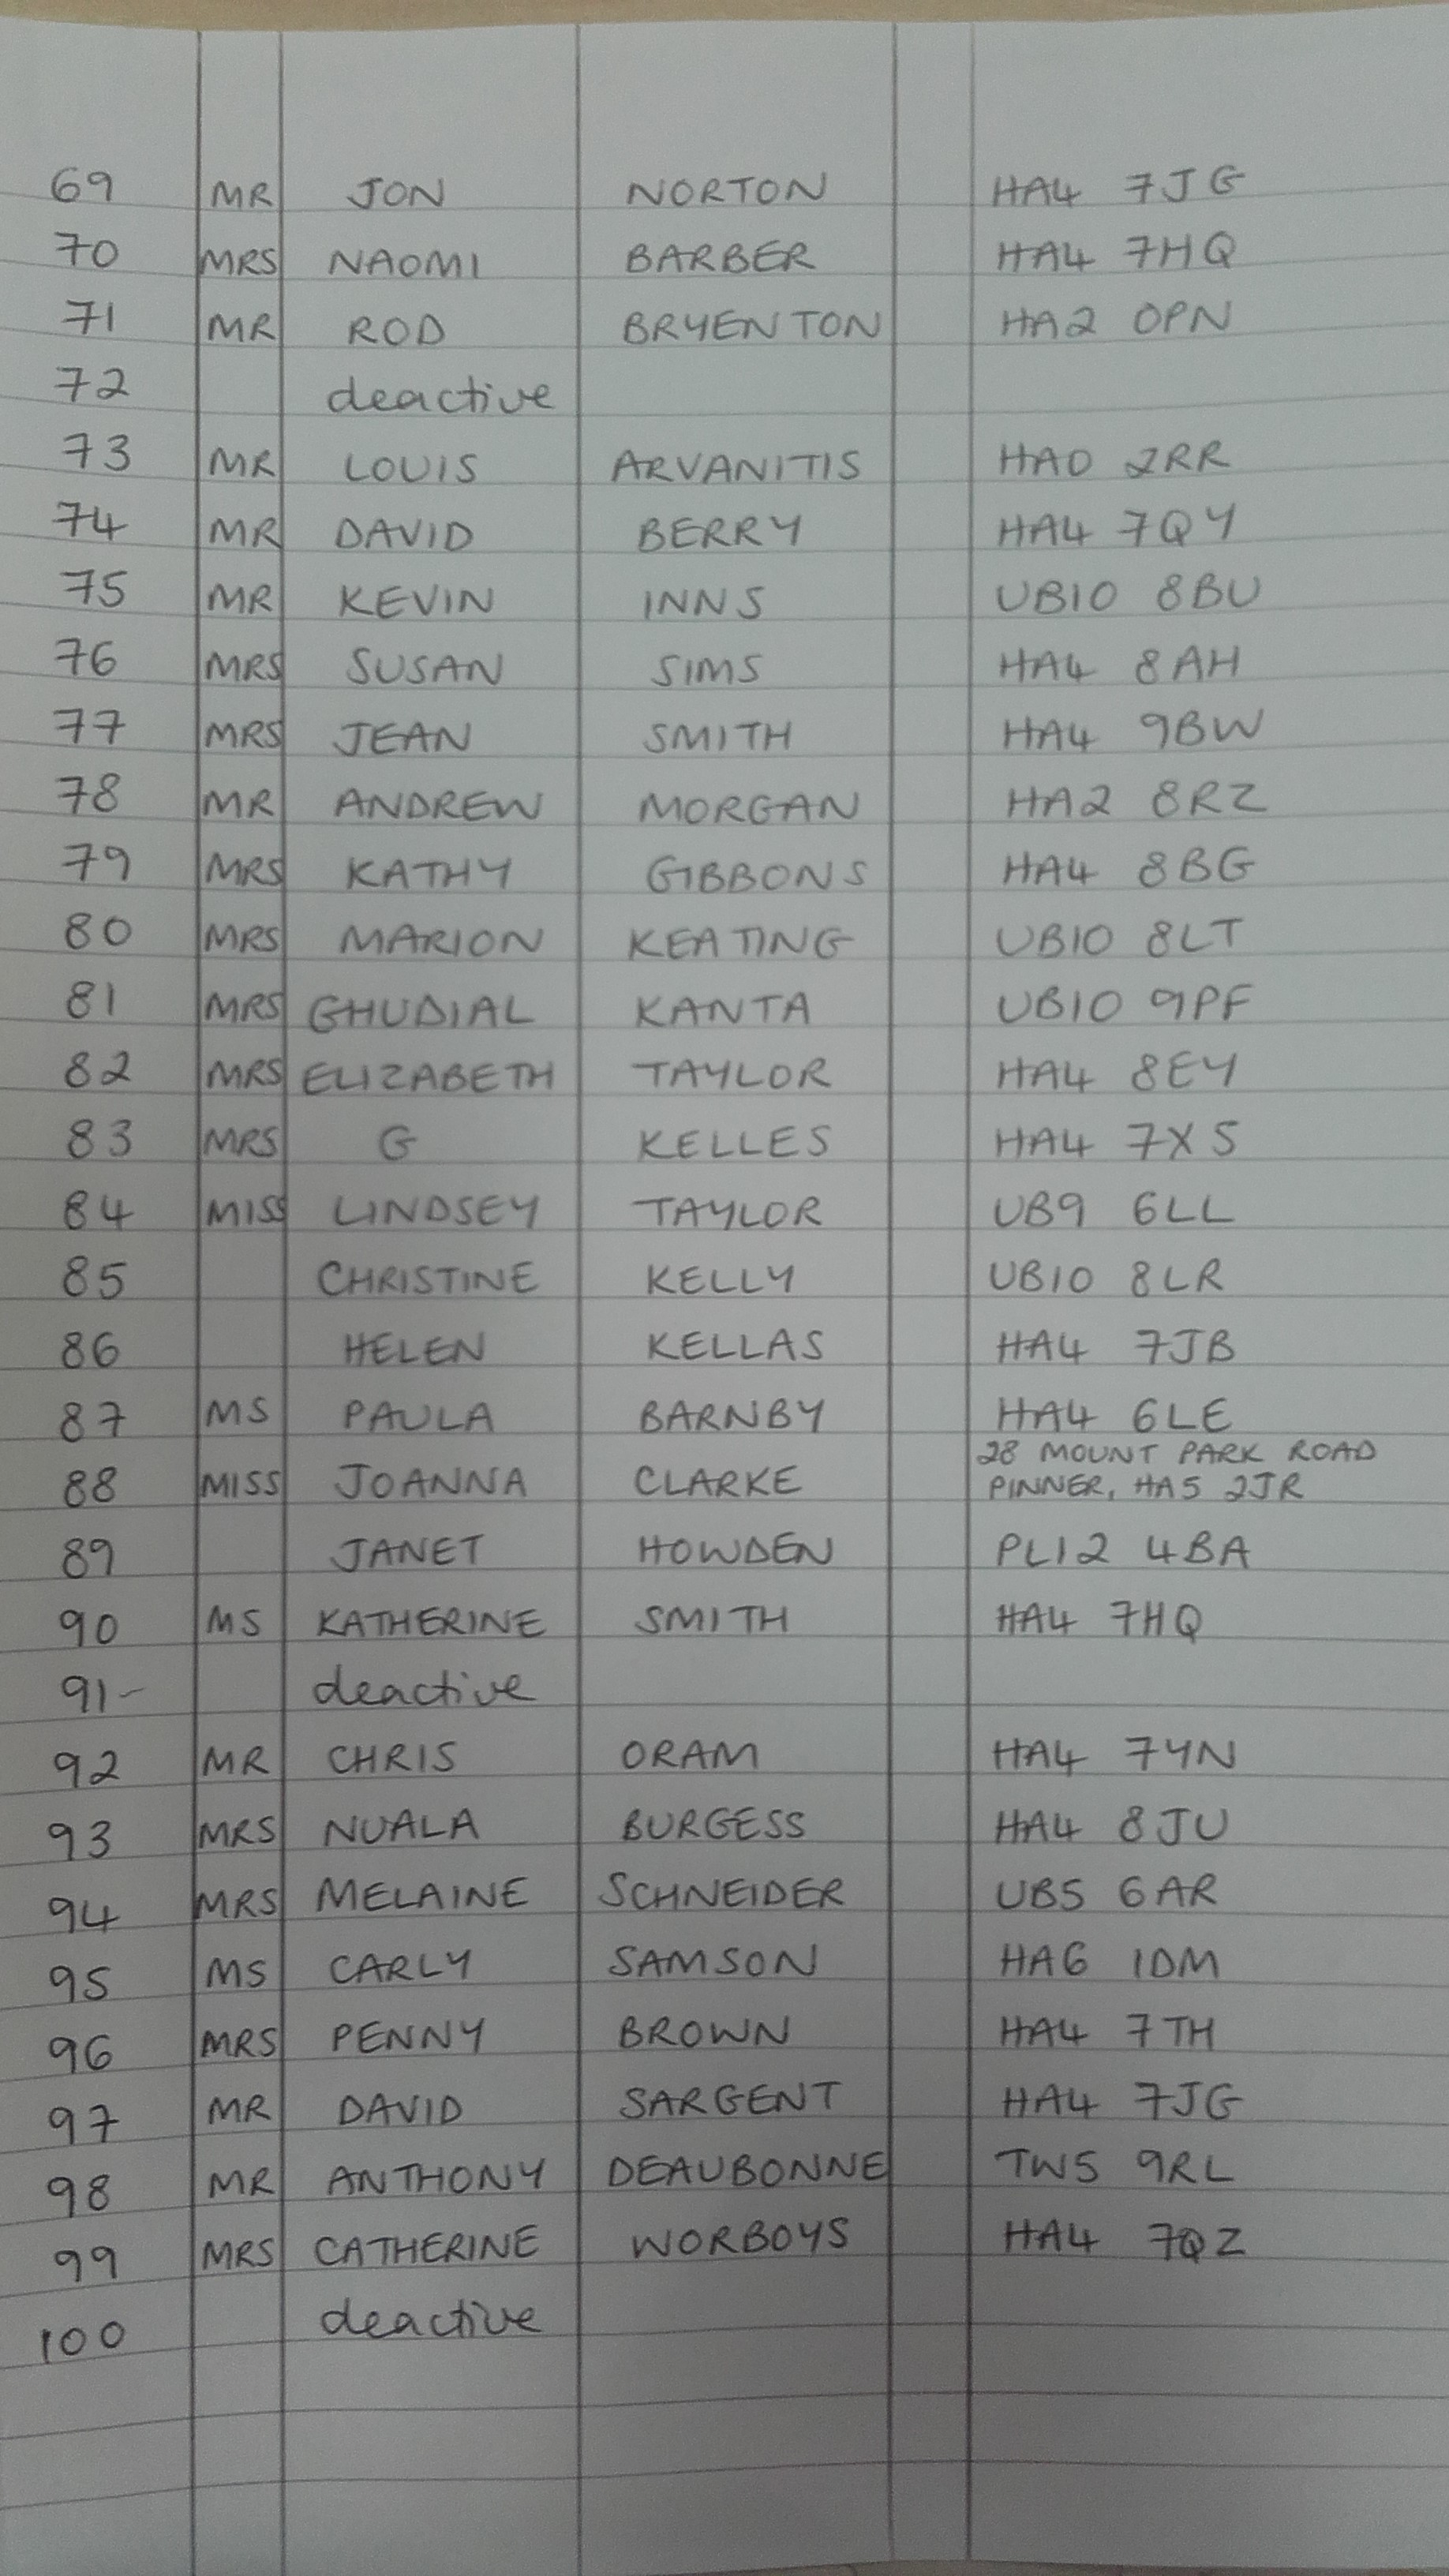 69 MR JON NORTON HA4 7JG
70 MRS NAOMI BARBER HA4 7HQ
71 MR ROD BRYENTON HA2 0PN
72 deactive
73 MR LOUIS ARVANITIS HA0 2RR
74 MR DAVID BERRY HA4 7QY
75 MR KEVIN INNS UB10 8BU
76 MRS SUSAN SIMS HA4 8AH
77 MRS JEAN SMITH HA4 9BW
78 MR ANDREW MORGAN HA2 8RZ
79 MRS KATHY GIBBONS HA4 8BG
80 MRS MARION KEATING UB10 8LT
81 MRS GHUDIAL KANTA UB10 9PF
82 MRS ELIZABETH TAYLOR HA4 8EY
83 MRS G KELLES HA4 7XS
84 MISS LINDSEY TAYLOR UB9 6LL
85 CHRISTINE KELLY UB10 8LR
86 HELEN KELLAS HA4 7JB
87 MS PAULA BARNBY HA4 6LE
28 MOUNT PARK ROAD
88 MISS JOANNA CLARKE PINNER, HA5 2JR
89 JANET HOWDEN PL12 4BA
90 MS KATHERINE SMITH HA4 7HQ
91- deactive
92 MR CHRIS ORAM HA4 7YN
93 MRS NUALA BURGESS HA4 8JU
94 MRS MELAINE SCHNEIDER UB5 6AR
95 MS CARLY SAMSON HA6 1DM
96 MRS PENNY BROWN HA4 7TH
97 MR DAVID SARGENT HA4 7JG
98 MR ANTHONY DEAUBONNE TW5 9RL
99 MRS CATHERINE WORBOYS HA4 7QZ
100 deactive